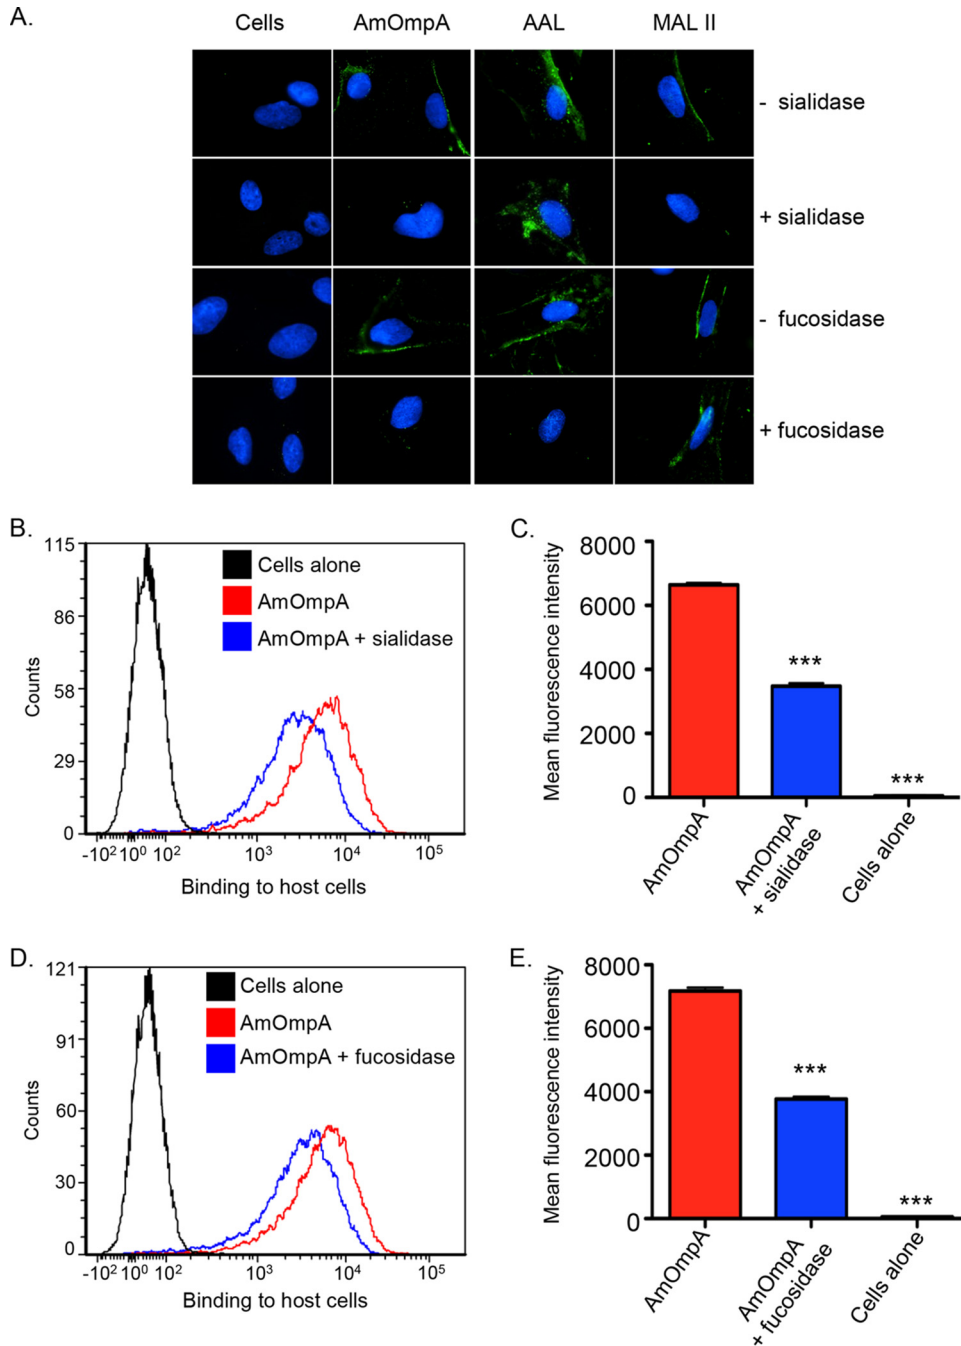 A.
Cells AmOmpA AAL MAL II
- sialidase
+ sialidase
- fucosidase
+ fucosidase
B.
115
86
58
29
0
Counts
Cells alone
AmOmpA
AmOmpA + sialidase
-10² 10⁰ 10² 10³ 10⁴ 10⁵
Binding to host cells
C.
Mean fluorescence intensity
8000
6000
4000
2000
0
***
***
AmOmpA
AmOmpA
+ sialidase
Cells alone
D.
121
91
60
30
0
Counts
Cells alone
AmOmpA
AmOmpA + fucosidase
-10² 10⁰ 10² 10³ 10⁴ 10⁵
Binding to host cells
E.
Mean fluorescence intensity
8000
6000
4000
2000
0
***
***
AmOmpA
AmOmpA
+ fucosidase
Cells alone